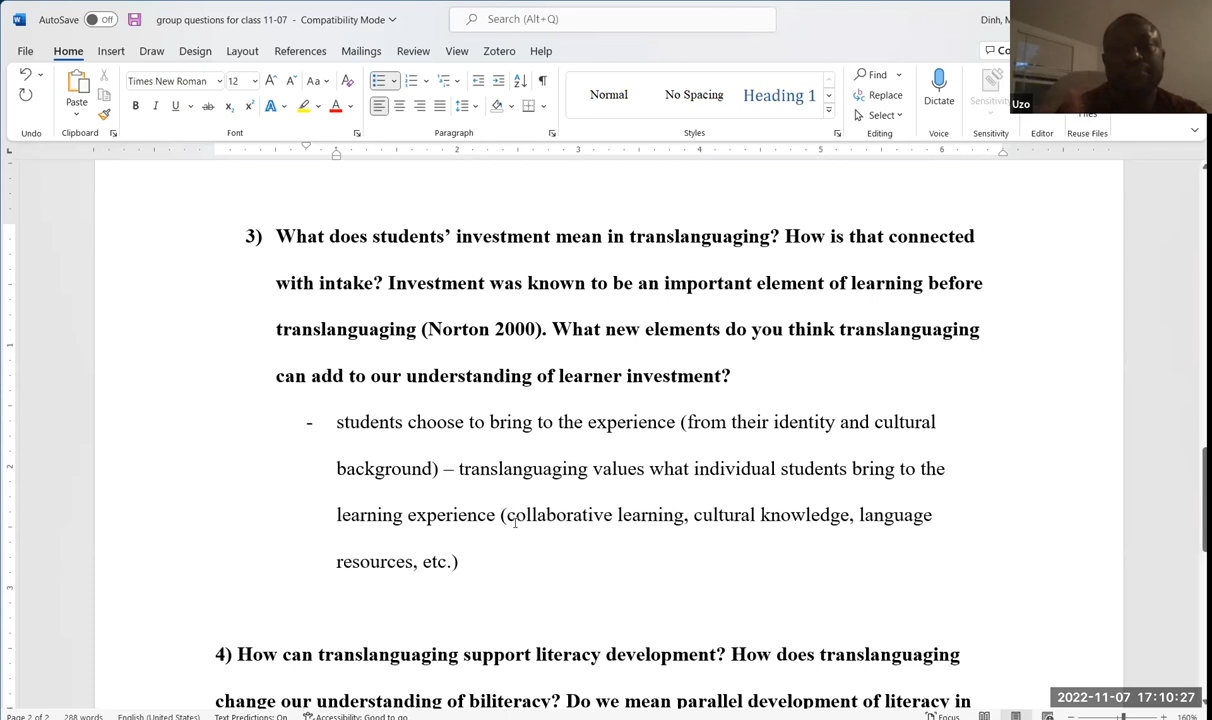 AutoSave Off group questions for class 11-07 - Compatibility Mode Search (Alt+Q) Dinh,
File Home Insert Draw Design Layout References Mailings Review View Zotero Help
Times New Roman 12 Aa Find
Paste Normal No Spacing Heading 1 Replace Dictate
B I U ab x₂ x² A A Select Uzo
Undo Clipboard Font Paragraph Styles Editing Voice Sensitivity Editor Reuse Files
3) What does students’ investment mean in translanguaging? How is that connected
with intake? Investment was known to be an important element of learning before
translanguaging (Norton 2000). What new elements do you think translanguaging
can add to our understanding of learner investment?
- students choose to bring to the experience (from their identity and cultural
background) – translanguaging values what individual students bring to the
learning experience (collaborative learning, cultural knowledge, language
resources, etc.)
4) How can translanguaging support literacy development? How does translanguaging
change our understanding of biliteracy? Do we mean parallel development of literacy in
2022-11-07 17:10:27
Page 2 of 2 288 words English (United States) Text Predictions: On Accessibility: Good to go Focus 160%